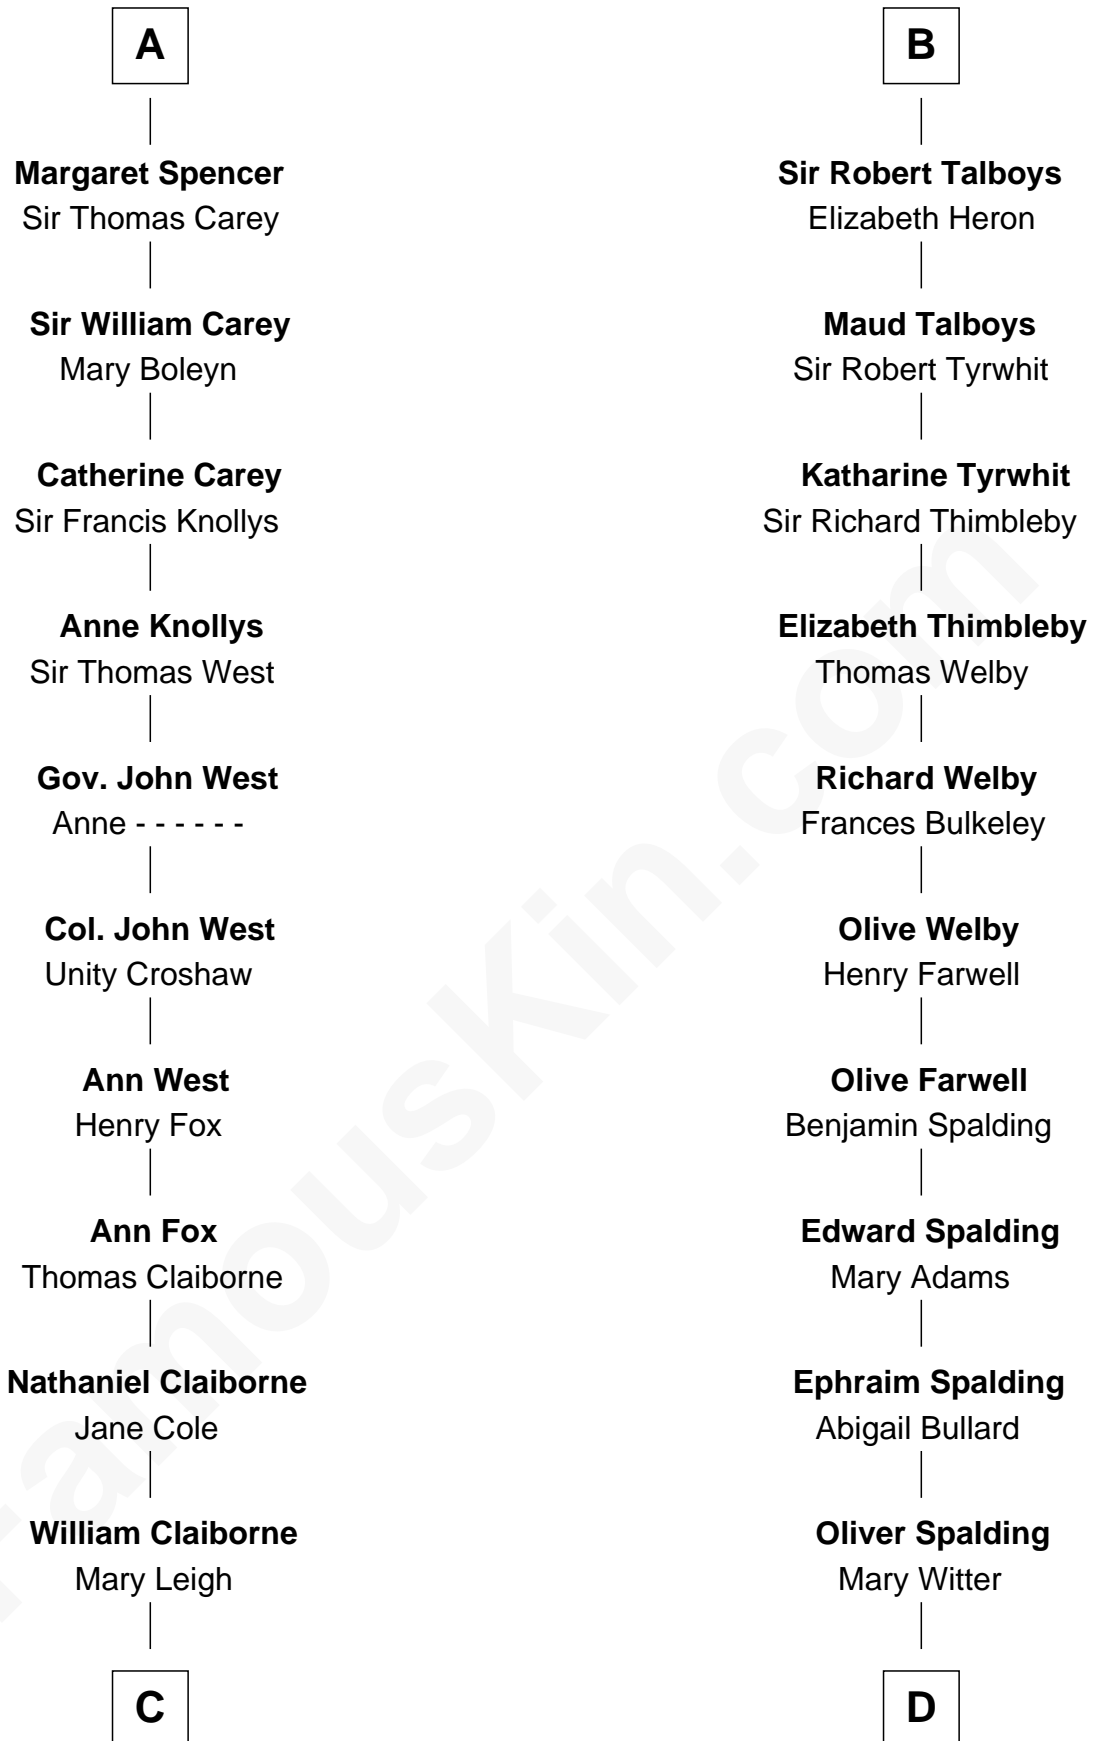 A
Margaret Spencer
Sir Thomas Carey
Sir William Carey
Mary Boleyn
Catherine Carey
Sir Francis Knollys
Anne Knollys
Sir Thomas West
Gov. John West
Anne - - - - - -
Col. John West
Unity Croshaw
Ann West
Henry Fox
Ann Fox
Thomas Claiborne
Nathaniel Claiborne
Jane Cole
William Claiborne
Mary Leigh
C
B
Sir Robert Talboys
Elizabeth Heron
Maud Talboys
Sir Robert Tyrwhit
Katharine Tyrwhit
Sir Richard Thimbleby
Elizabeth Thimbleby
Thomas Welby
Richard Welby
Frances Bulkeley
Olive Welby
Henry Farwell
Olive Farwell
Benjamin Spalding
Edward Spalding
Mary Adams
Ephraim Spalding
Abigail Bullard
Oliver Spalding
Mary Witter
D
FamousKin.com